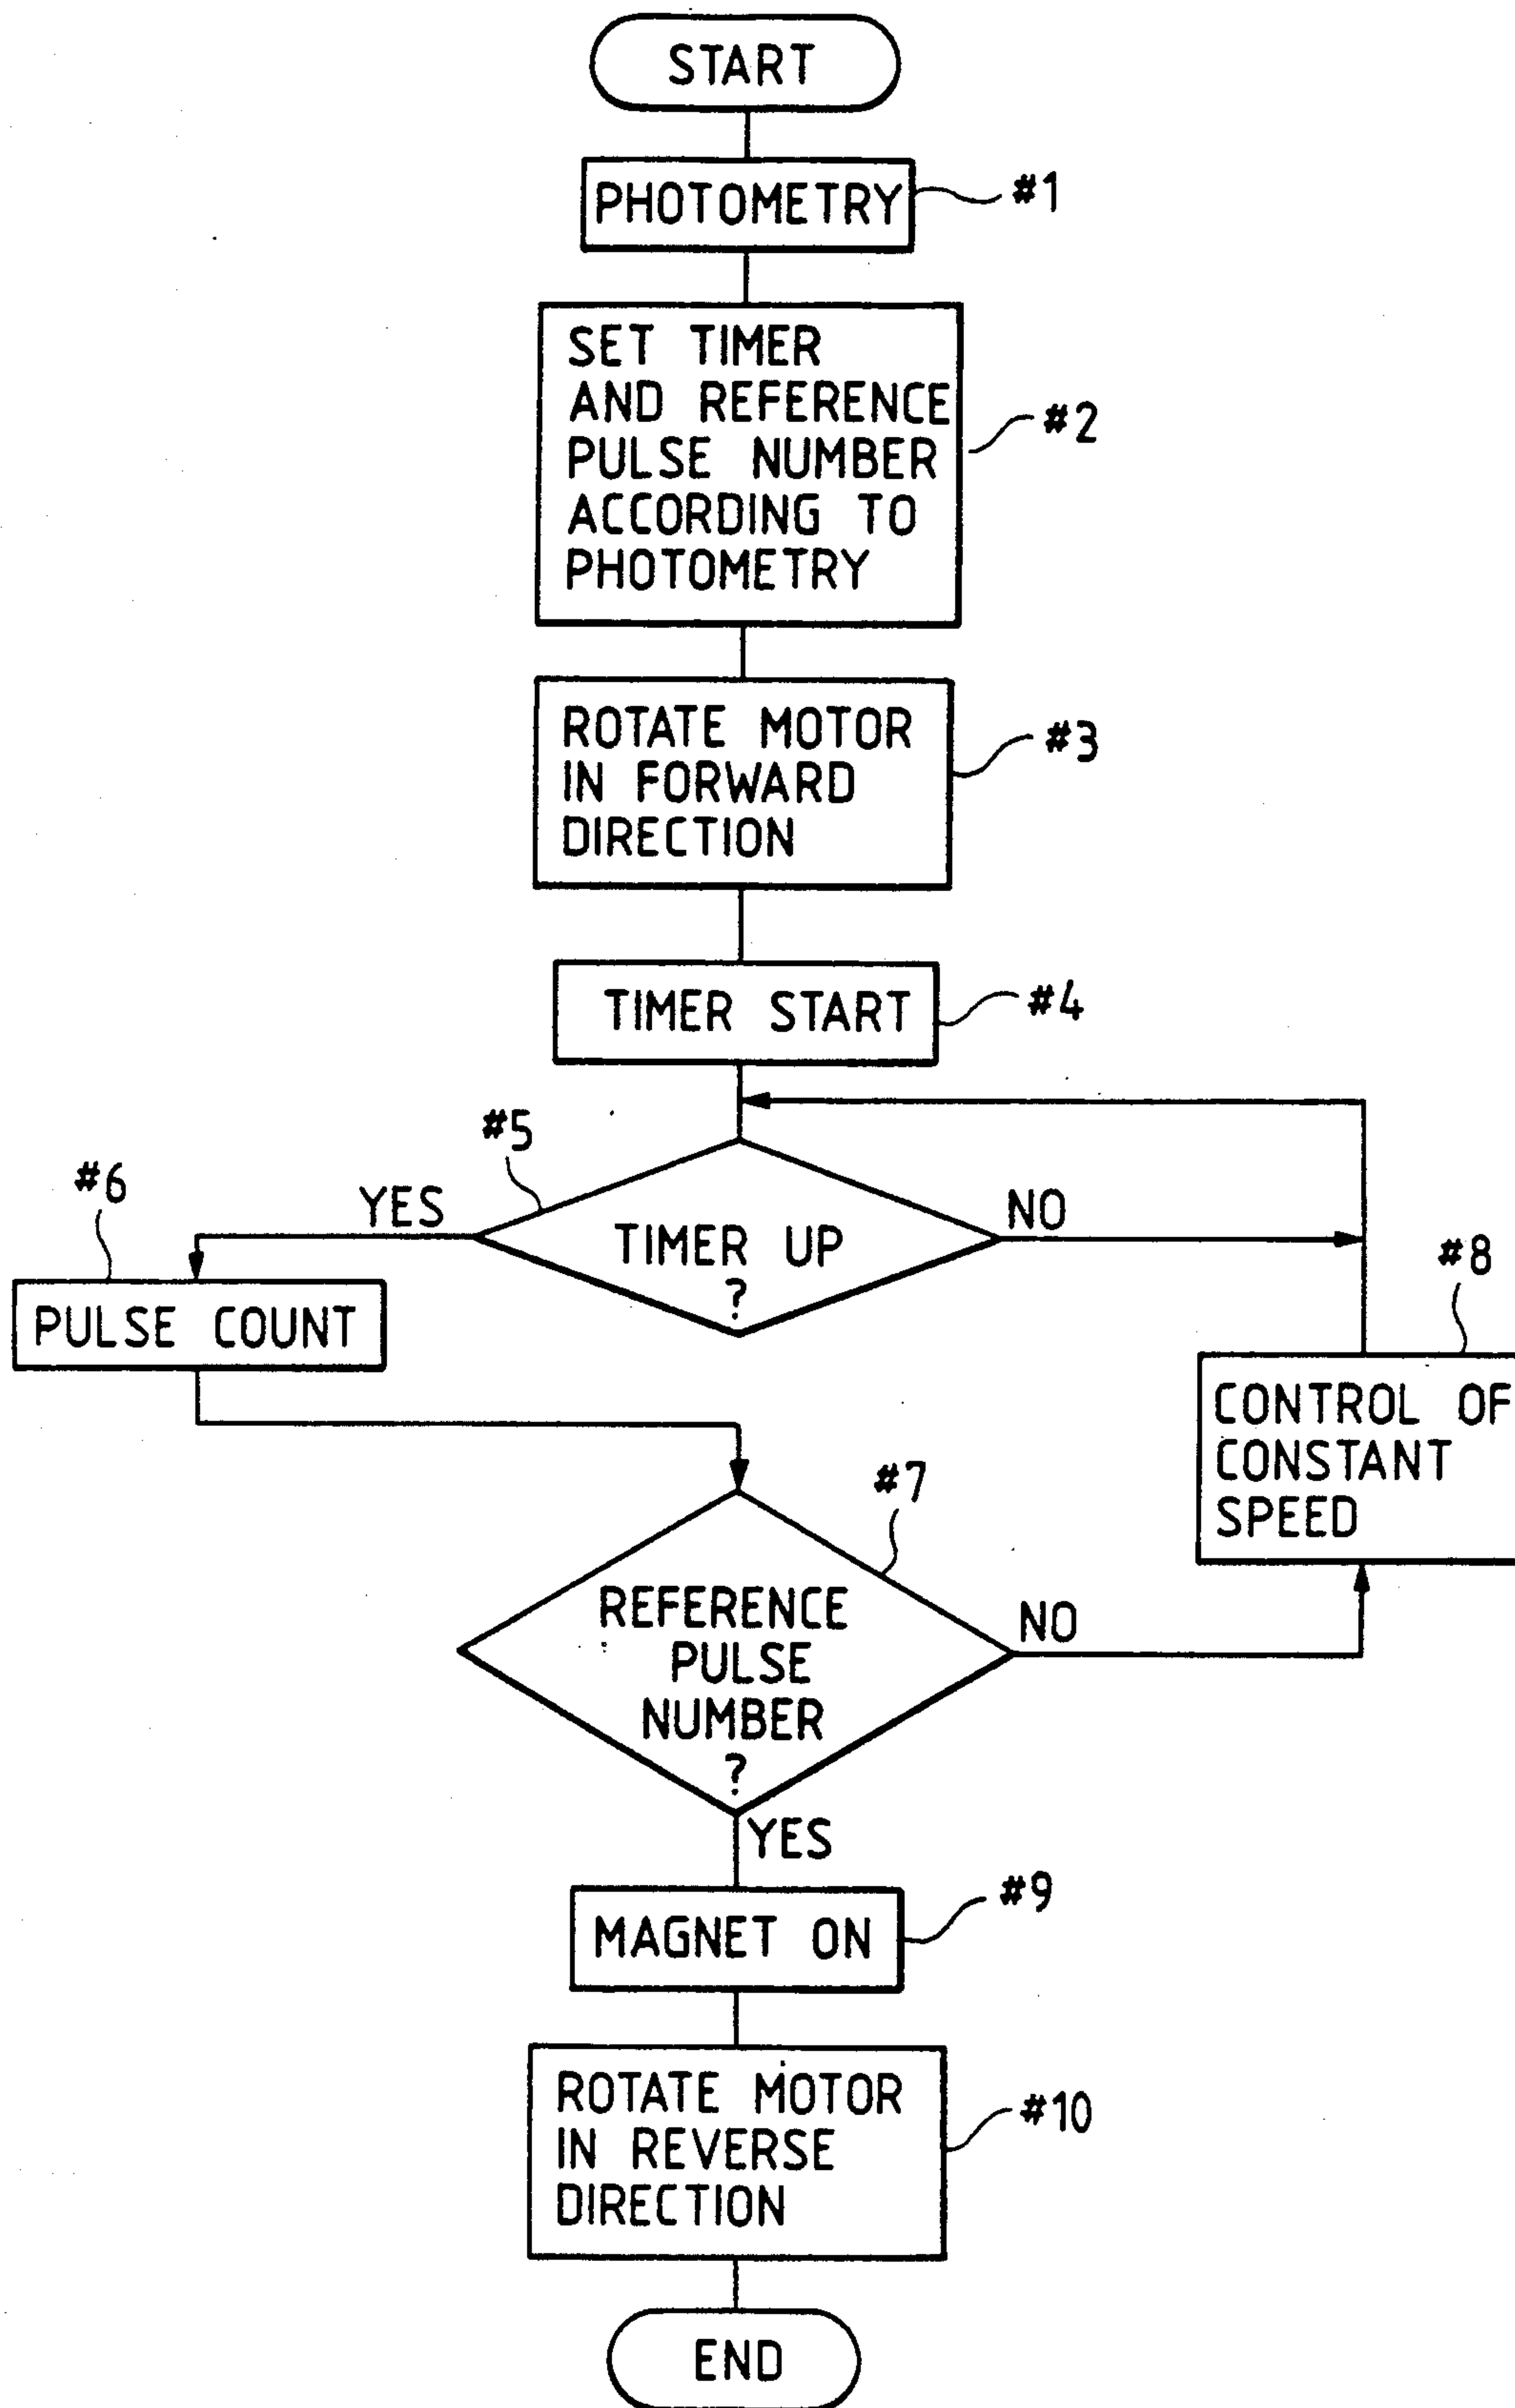 START
PHOTOMETRY
#1
SET TIMER
AND REFERENCE
PULSE NUMBER
ACCORDING TO
PHOTOMETRY
#2
ROTATE MOTOR
IN FORWARD
DIRECTION
#3
TIMER START
#4
#5
TIMER UP
?
YES
NO
#6
PULSE COUNT
#8
CONTROL OF
CONSTANT
SPEED
#7
REFERENCE
PULSE
NUMBER
?
NO
YES
MAGNET ON
#9
ROTATE MOTOR
IN REVERSE
DIRECTION
#10
END